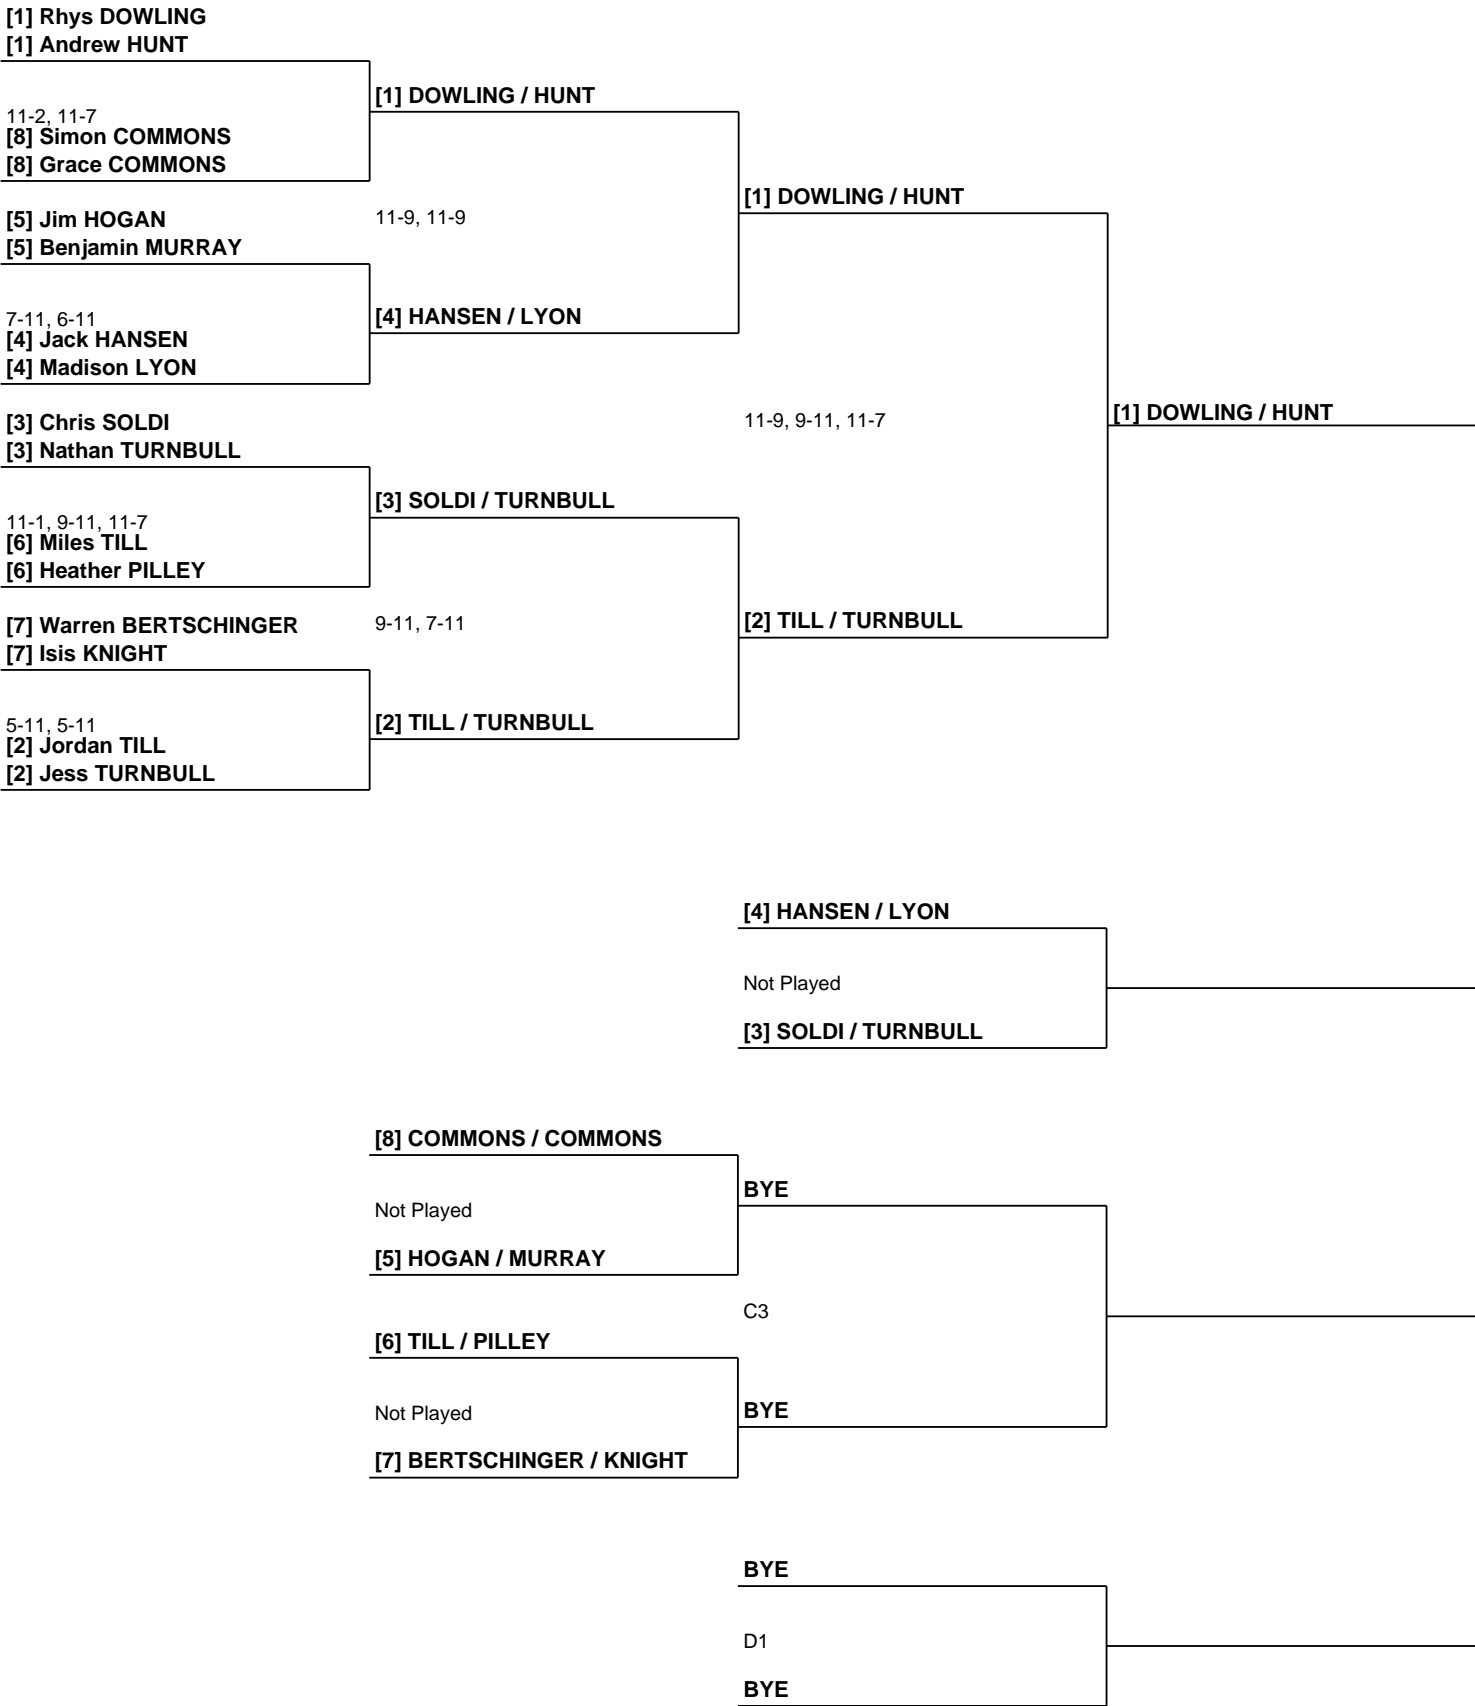 [1] Rhys DOWLING
[1] Andrew HUNT
[1] DOWLING / HUNT
11-2, 11-7
[8] Simon COMMONS
[8] Grace COMMONS
[1] DOWLING / HUNT
[5] Jim HOGAN
11-9, 11-9
[5] Benjamin MURRAY
7-11, 6-11
[4] HANSEN / LYON
[4] Jack HANSEN
[4] Madison LYON
[3] Chris SOLDI
11-9, 9-11, 11-7
[1] DOWLING / HUNT
[3] Nathan TURNBULL
[3] SOLDI / TURNBULL
11-1, 9-11, 11-7
[6] Miles TILL
[6] Heather PILLEY
[7] Warren BERTSCHINGER
9-11, 7-11
[2] TILL / TURNBULL
[7] Isis KNIGHT
5-11, 5-11
[2] TILL / TURNBULL
[2] Jordan TILL
[2] Jess TURNBULL
[4] HANSEN / LYON
Not Played
[3] SOLDI / TURNBULL
[8] COMMONS / COMMONS
BYE
Not Played
[5] HOGAN / MURRAY
C3
[6] TILL / PILLEY
Not Played
BYE
[7] BERTSCHINGER / KNIGHT
BYE
D1
BYE